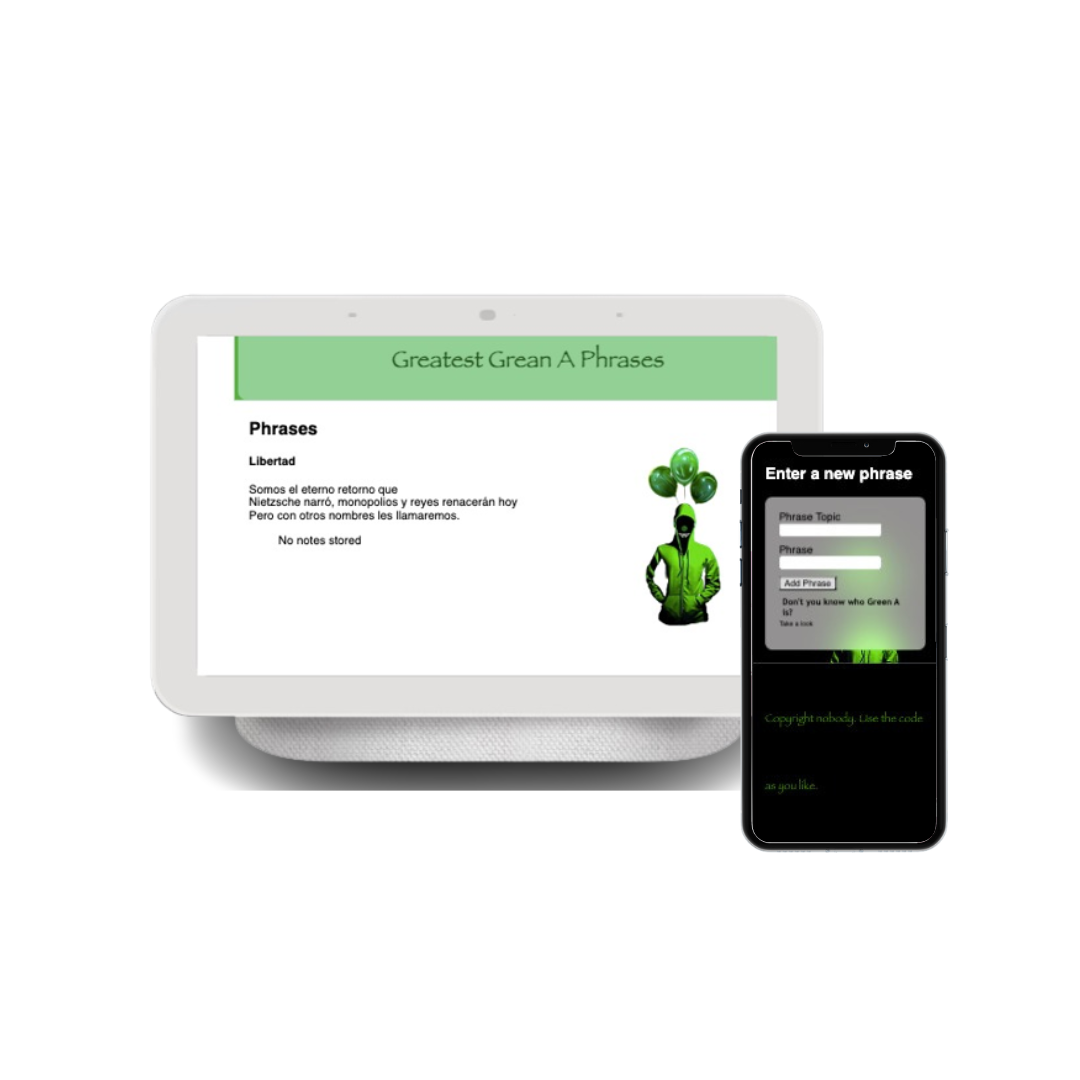 Greatest Grean A Phrases
Phrases
Libertad
Somos el eterno retorno que
Nietzsche narró, monopolios y reyes renacerán hoy
Pero con otros nombres les llamaremos.
No notes stored
Enter a new phrase
Phrase Topic
Phrase
Add Phrase
Don't you know who Green A
is?
Take a look
Copyright nobody. Use the code
as you like.